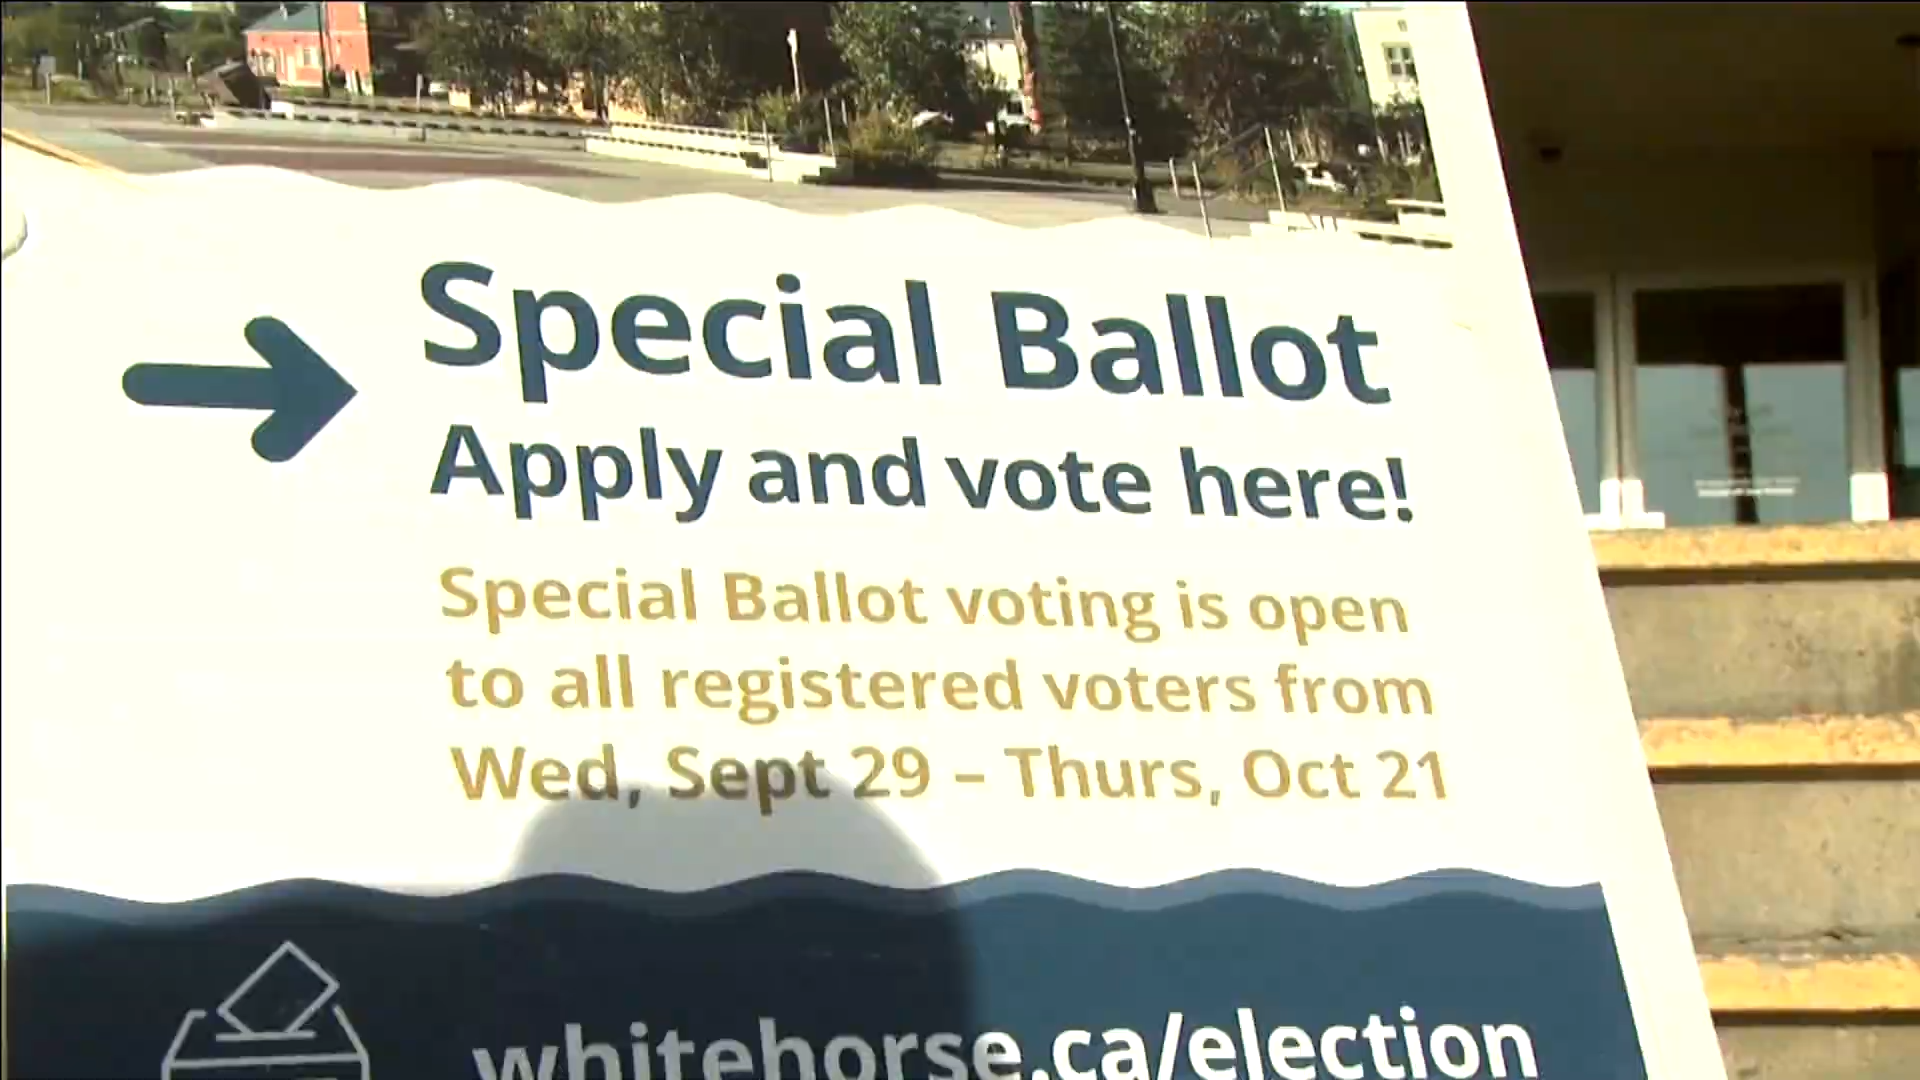 Special Ballot
Apply and vote here!
Special Ballot voting is open
to all registered voters from
Wed, Sept 29 – Thurs, Oct 21
whitehorse.ca/election